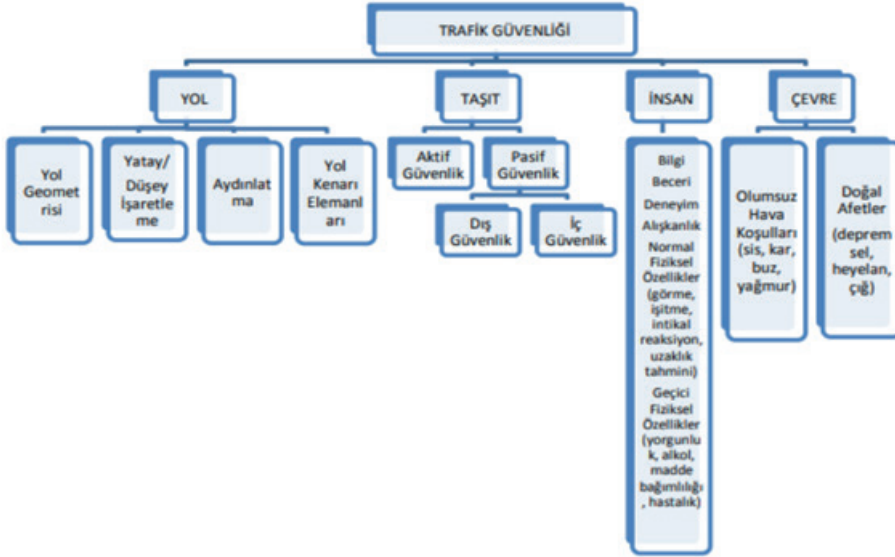 TRAFİK GÜVENLİĞİ
YOL
TAŞIT
İNSAN
ÇEVRE
Yol
Geomet
risi
Yatay/
Düşey
İşaretle
me
Aydınlat
ma
Yol
Kenarı
Elemanl
arı
Aktif
Güvenlik
Pasif
Güvenlik
Dış
Güvenlik
İç
Güvenlik
Bilgi
Beceri
Deneyim
Alışkanlık
Normal
Fiziksel
Özellikler
(görme,
işitme,
intikal
reaksiyon,
uzaklık
tahmini)
Geçici
Fiziksel
Özellikler
(yorgunlu
k, alkol,
madde
bağımlılığı
, hastalık)
Olumsuz
Hava
Koşulları
(sis, kar,
buz,
yağmur)
Doğal
Afetler
(deprem
sel,
heyelan,
çığ)